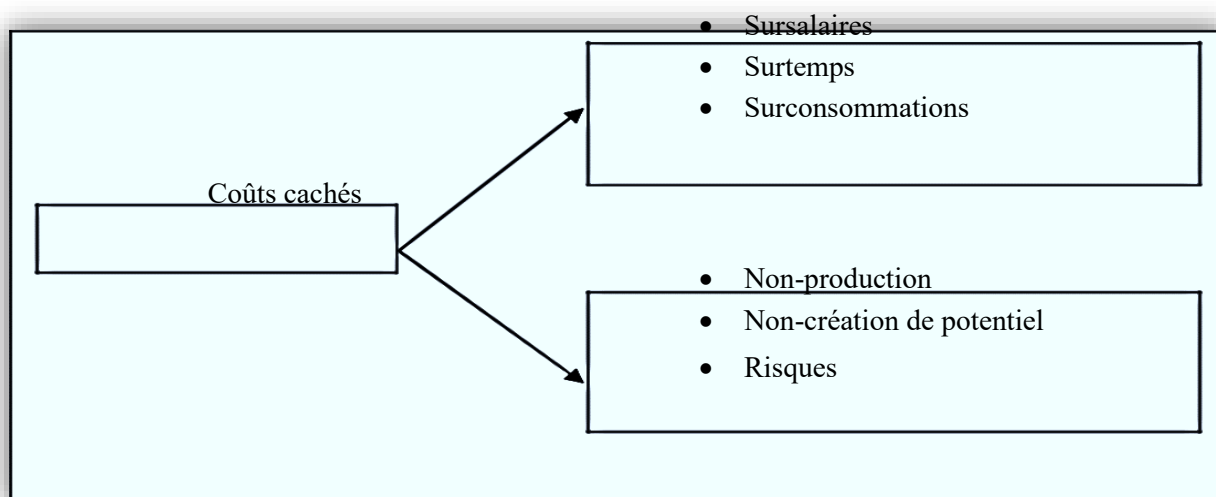 • Sursalaires
• Surtemps
• Surconsommations
Coûts cachés
• Non-production
• Non-création de potentiel
• Risques